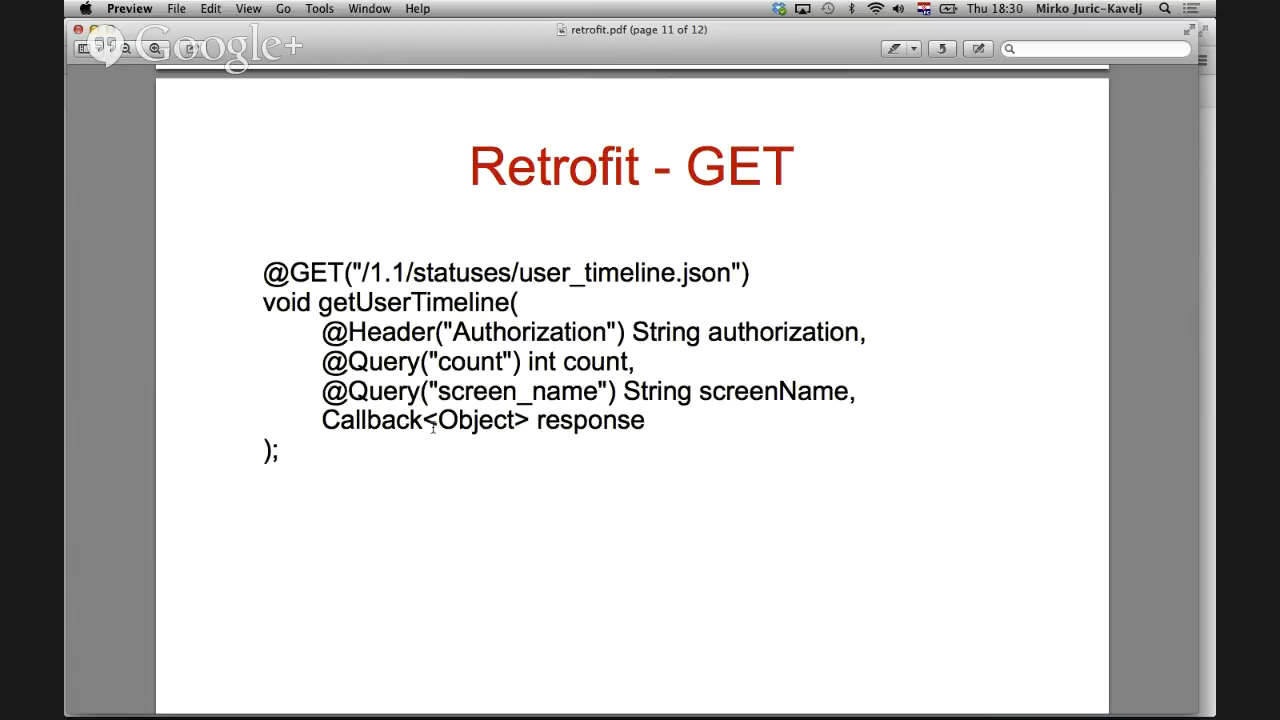 Preview File Edit View Go Tools Window Help Thu 18:30 Mirko Juric-Kavelj
retrofit.pdf (page 11 of 12)
Google+
Retrofit - GET
@GET("/1.1/statuses/user_timeline.json")
void getUserTimeline(
@Header("Authorization") String authorization,
@Query("count") int count,
@Query("screen_name") String screenName,
Callback<Object> response
);